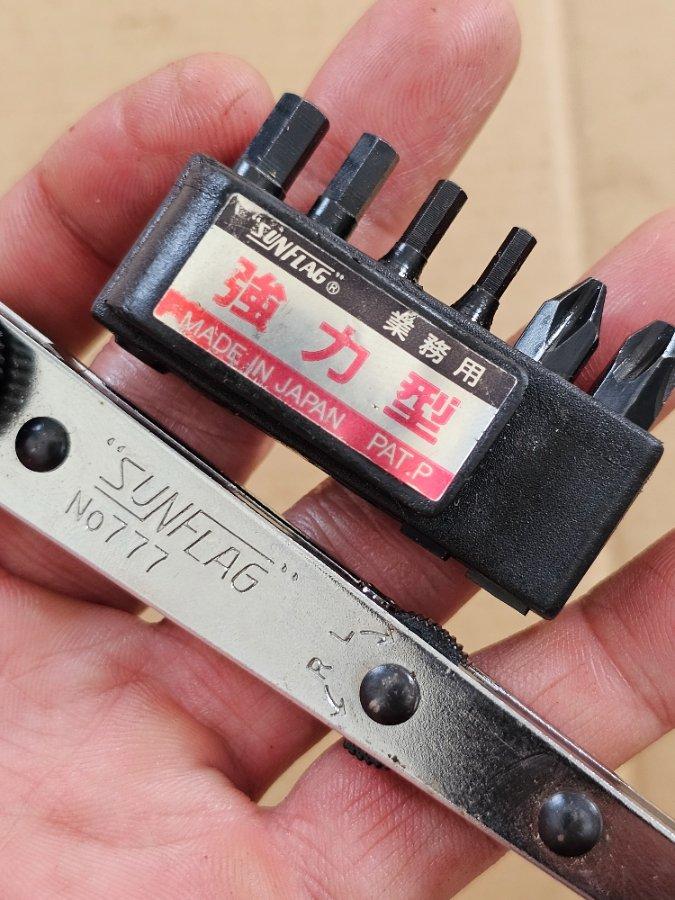 "SUNFLAG"®
業務用
強力型
MADE IN JAPAN PAT.P
"SUNFLAG"
No777
L
R